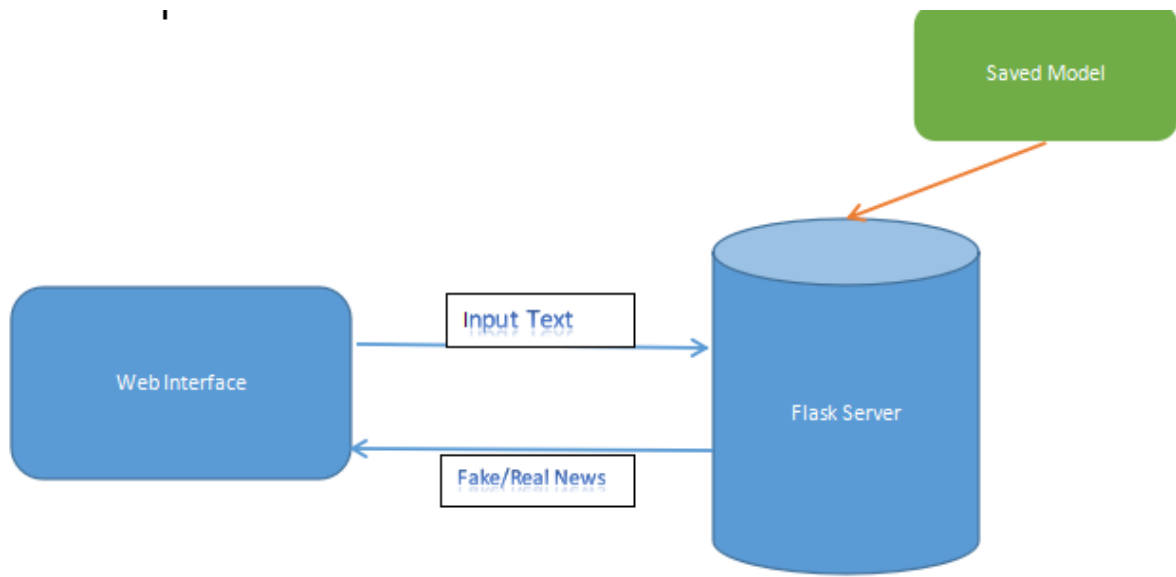 Saved Model
Input Text
Web Interface
Flask Server
Fake/Real News